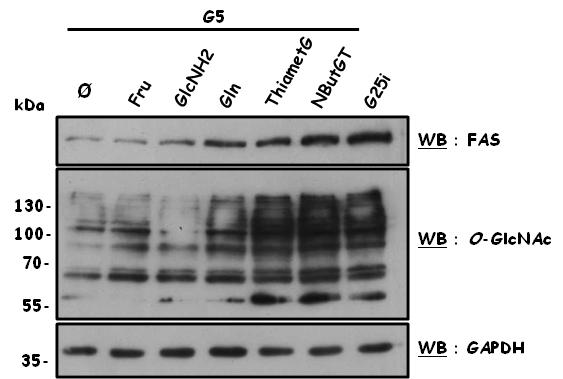 G5
Ø Fru GlcNH2 Gln ThiametG NButGT G25i
kDa
WB : FAS
130-
100-
WB : O-GlcNAc
70-
55-
WB : GAPDH
35-